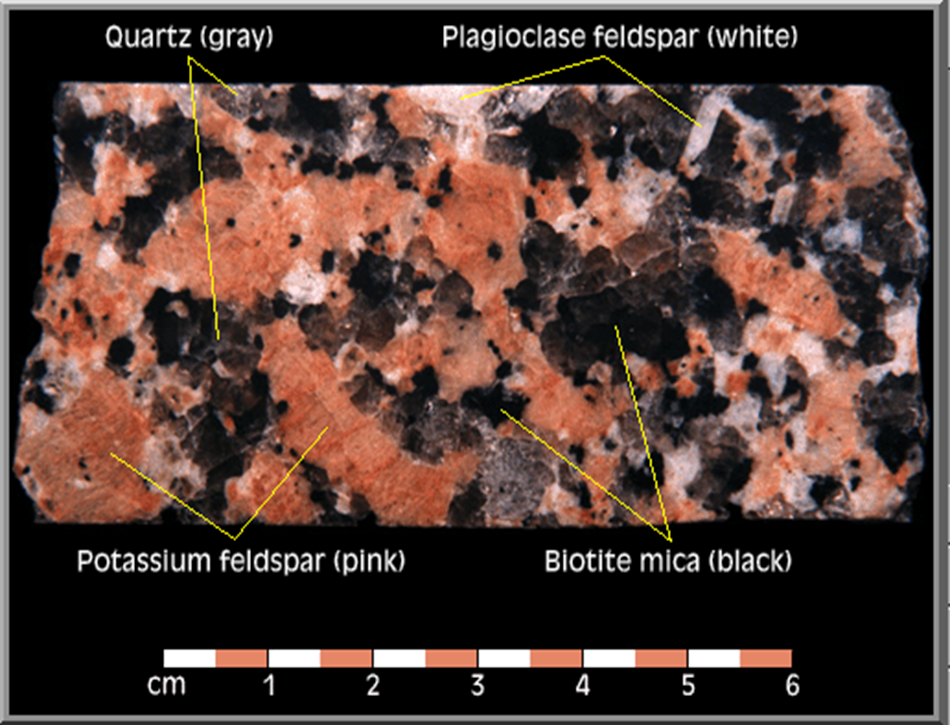 Quartz (gray)
Plagioclase feldspar (white)
Potassium feldspar (pink)
Biotite mica (black)
cm 1 2 3 4 5 6